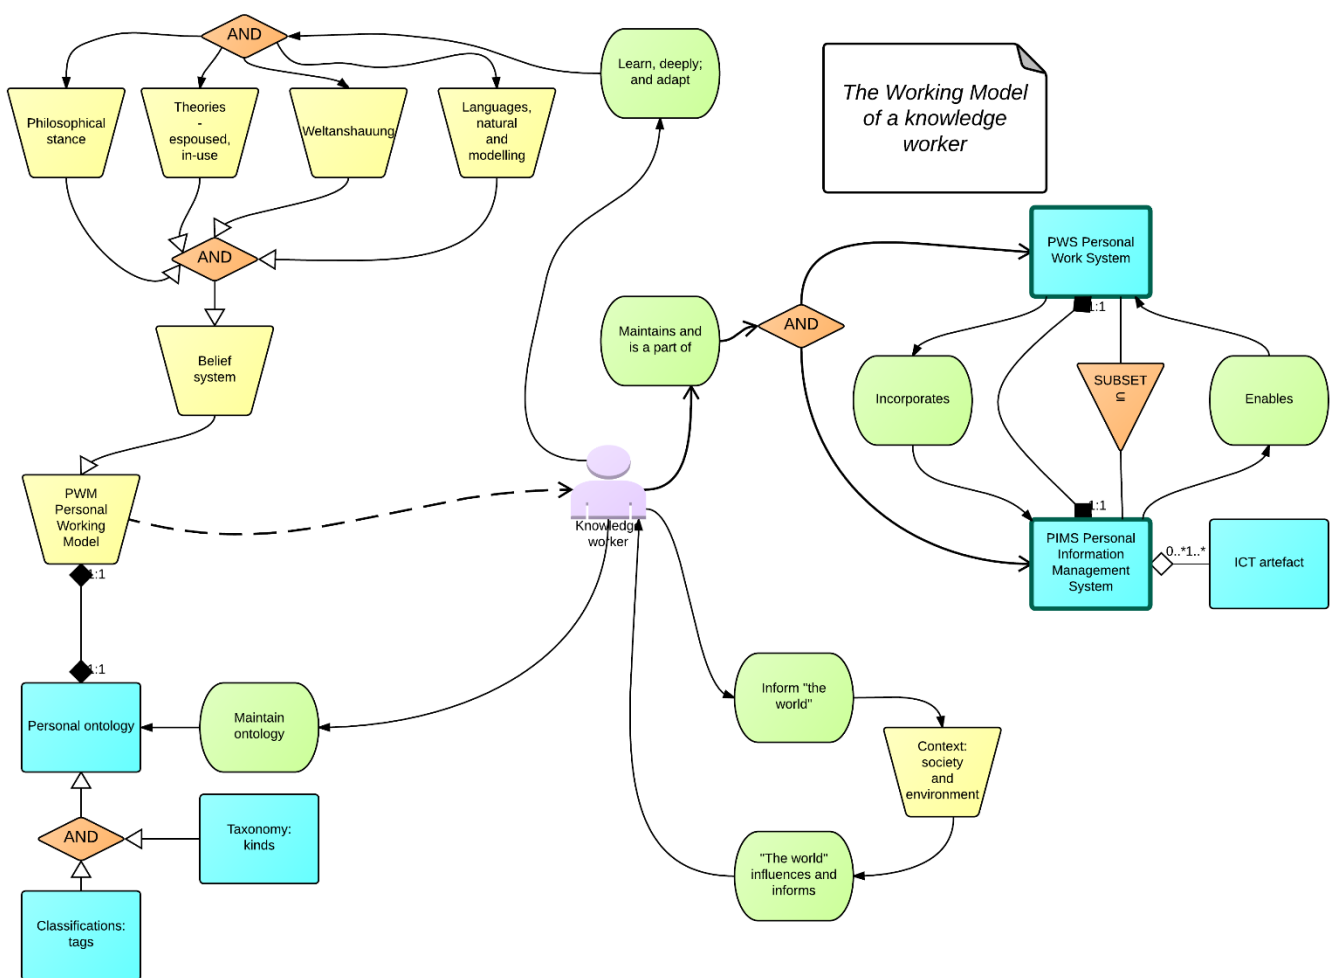 AND
Learn, deeply;
and adapt
The Working Model
of a knowledge
worker
Philosophical
stance
Theories
-
espoused,
in-use
Weltanshauung
Languages,
natural
and
modelling
AND
PWS Personal
Work System
1:1
Belief
system
Maintains and
is a part of
AND
Incorporates
SUBSET
⊆
Enables
PWM
Personal
Working
Model
1:1
Knowledge
worker
1:1
PIMS Personal
Information
Management
System
0..*1..*
ICT artefact
1:1
Personal ontology
Maintain
ontology
Inform "the
world"
Context:
society
and
environment
AND
Taxonomy:
kinds
"The world"
influences and
informs
Classifications:
tags